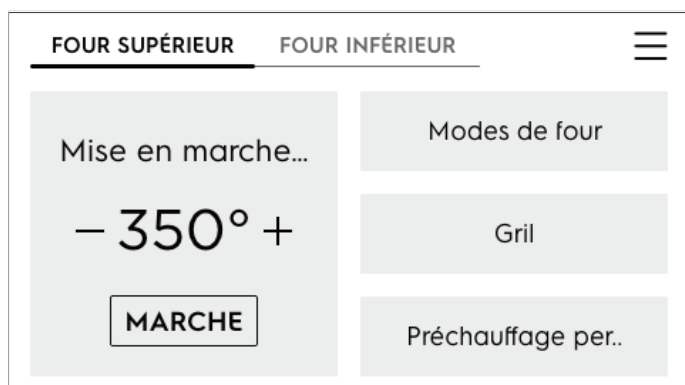 FOUR SUPÉRIEUR FOUR INFÉRIEUR
Mise en marche...
− 350° +
MARCHE
Modes de four
Gril
Préchauffage per..